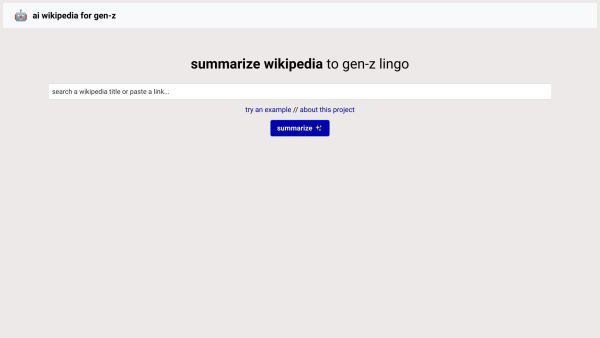 ai wikipedia for gen-z
summarize wikipedia to gen-z lingo
search a wikipedia title or paste a link...
try an example // about this project
summarize